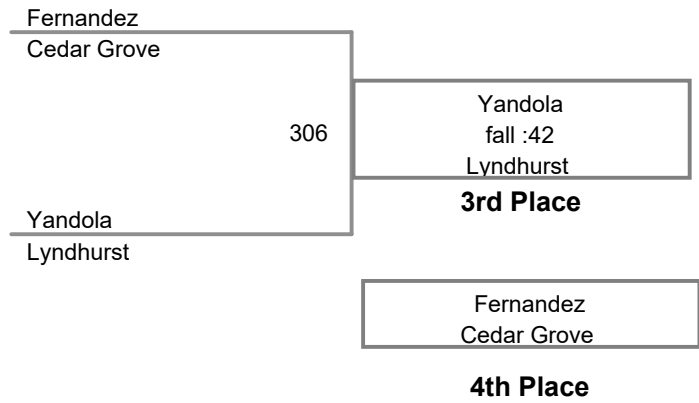 Fernandez
Cedar Grove
306
Yandola
fall :42
Lyndhurst
3rd Place
Yandola
Lyndhurst
Fernandez
Cedar Grove
4th Place